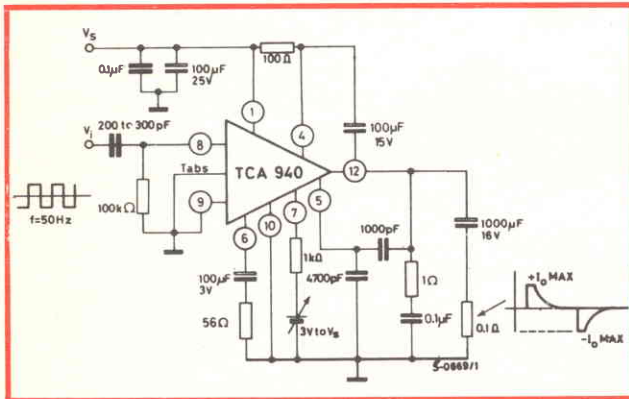 Vs
0.1µF
100µF
25V
100Ω
1
4
100µF
15V
200 to 300pF
Vi
8
TCA 940
12
Tabs
f=50Hz
100kΩ
9
6
10
7
5
1000pF
1000µF
16V
100µF
3V
1kΩ
4700pF
1Ω
+Io MAX
56Ω
3V to Vs
0.1µF
0.1Ω
-Io MAX
S-0669/1